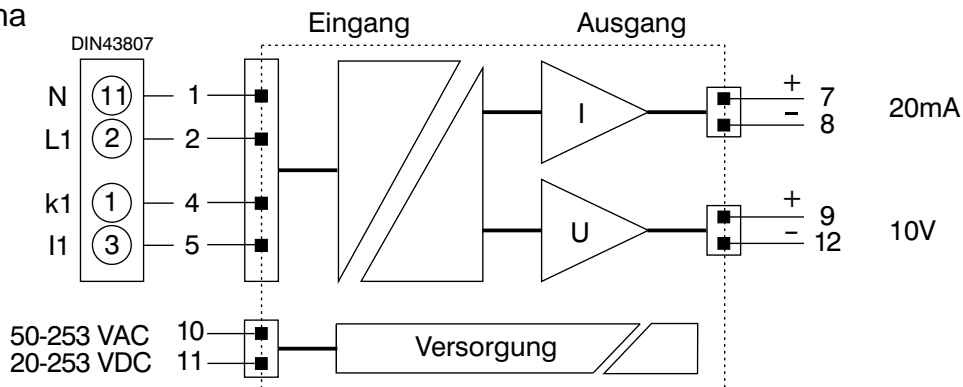 na
Eingang Ausgang
DIN43807
N 11 1
L1 2 2
k1 1 4
l1 3 5
I
U
+ 7
− 8
20mA
+ 9
− 12
10V
50-253 VAC 10
20-253 VDC 11
Versorgung